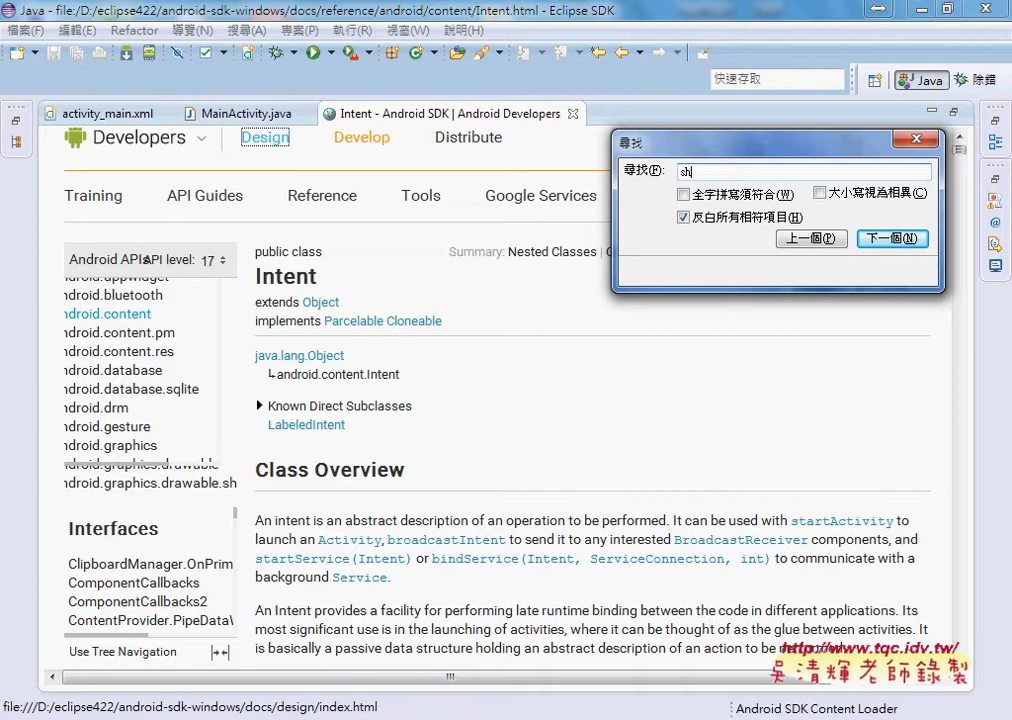 Java - file:/D:/eclipse422/android-sdk-windows/docs/reference/android/content/Intent.html - Eclipse SDK
檔案(F) 編輯(E) Refactor 導覽(N) 搜尋(A) 專案(P) 執行(R) 視窗(W) 說明(H)
快速存取
Java
除錯
activity_main.xml
MainActivity.java
Intent - Android SDK | Android Developers
Developers
Design
Develop
Distribute
Training
API Guides
Reference
Tools
Google Services
尋找
尋找(F):
sh
全字拼寫須符合(W)
大小寫視為相異(C)
反白所有相符項目(H)
上一個(P)
下一個(N)
Android APIs
API level: 17
ndroid.appwidget
ndroid.bluetooth
ndroid.content
ndroid.content.pm
ndroid.content.res
ndroid.database
ndroid.database.sqlite
ndroid.drm
ndroid.gesture
ndroid.graphics
ndroid.graphics.drawable
ndroid.graphics.drawable.sh
Interfaces
ClipboardManager.OnPrim
ComponentCallbacks
ComponentCallbacks2
ContentProvider.PipeDataW
Use Tree Navigation
public class
Summary: Nested Classes |
Intent
extends Object
implements Parcelable Cloneable
java.lang.Object
↳android.content.Intent
Known Direct Subclasses
LabeledIntent
Class Overview
An intent is an abstract description of an operation to be performed. It can be used with startActivity to
launch an Activity, broadcastIntent to send it to any interested BroadcastReceiver components, and
startService(Intent) or bindService(Intent, ServiceConnection, int) to communicate with a
background Service.
An Intent provides a facility for performing late runtime binding between the code in different applications. Its
most significant use is in the launching of activities, where it can be thought of as the glue between activities. It
is basically a passive data structure holding an abstract description of an action to be
http://www.tqc.idv.tw/
吳清輝老師錄製
file:///D:/eclipse422/android-sdk-windows/docs/design/index.html
Android SDK Content Loader